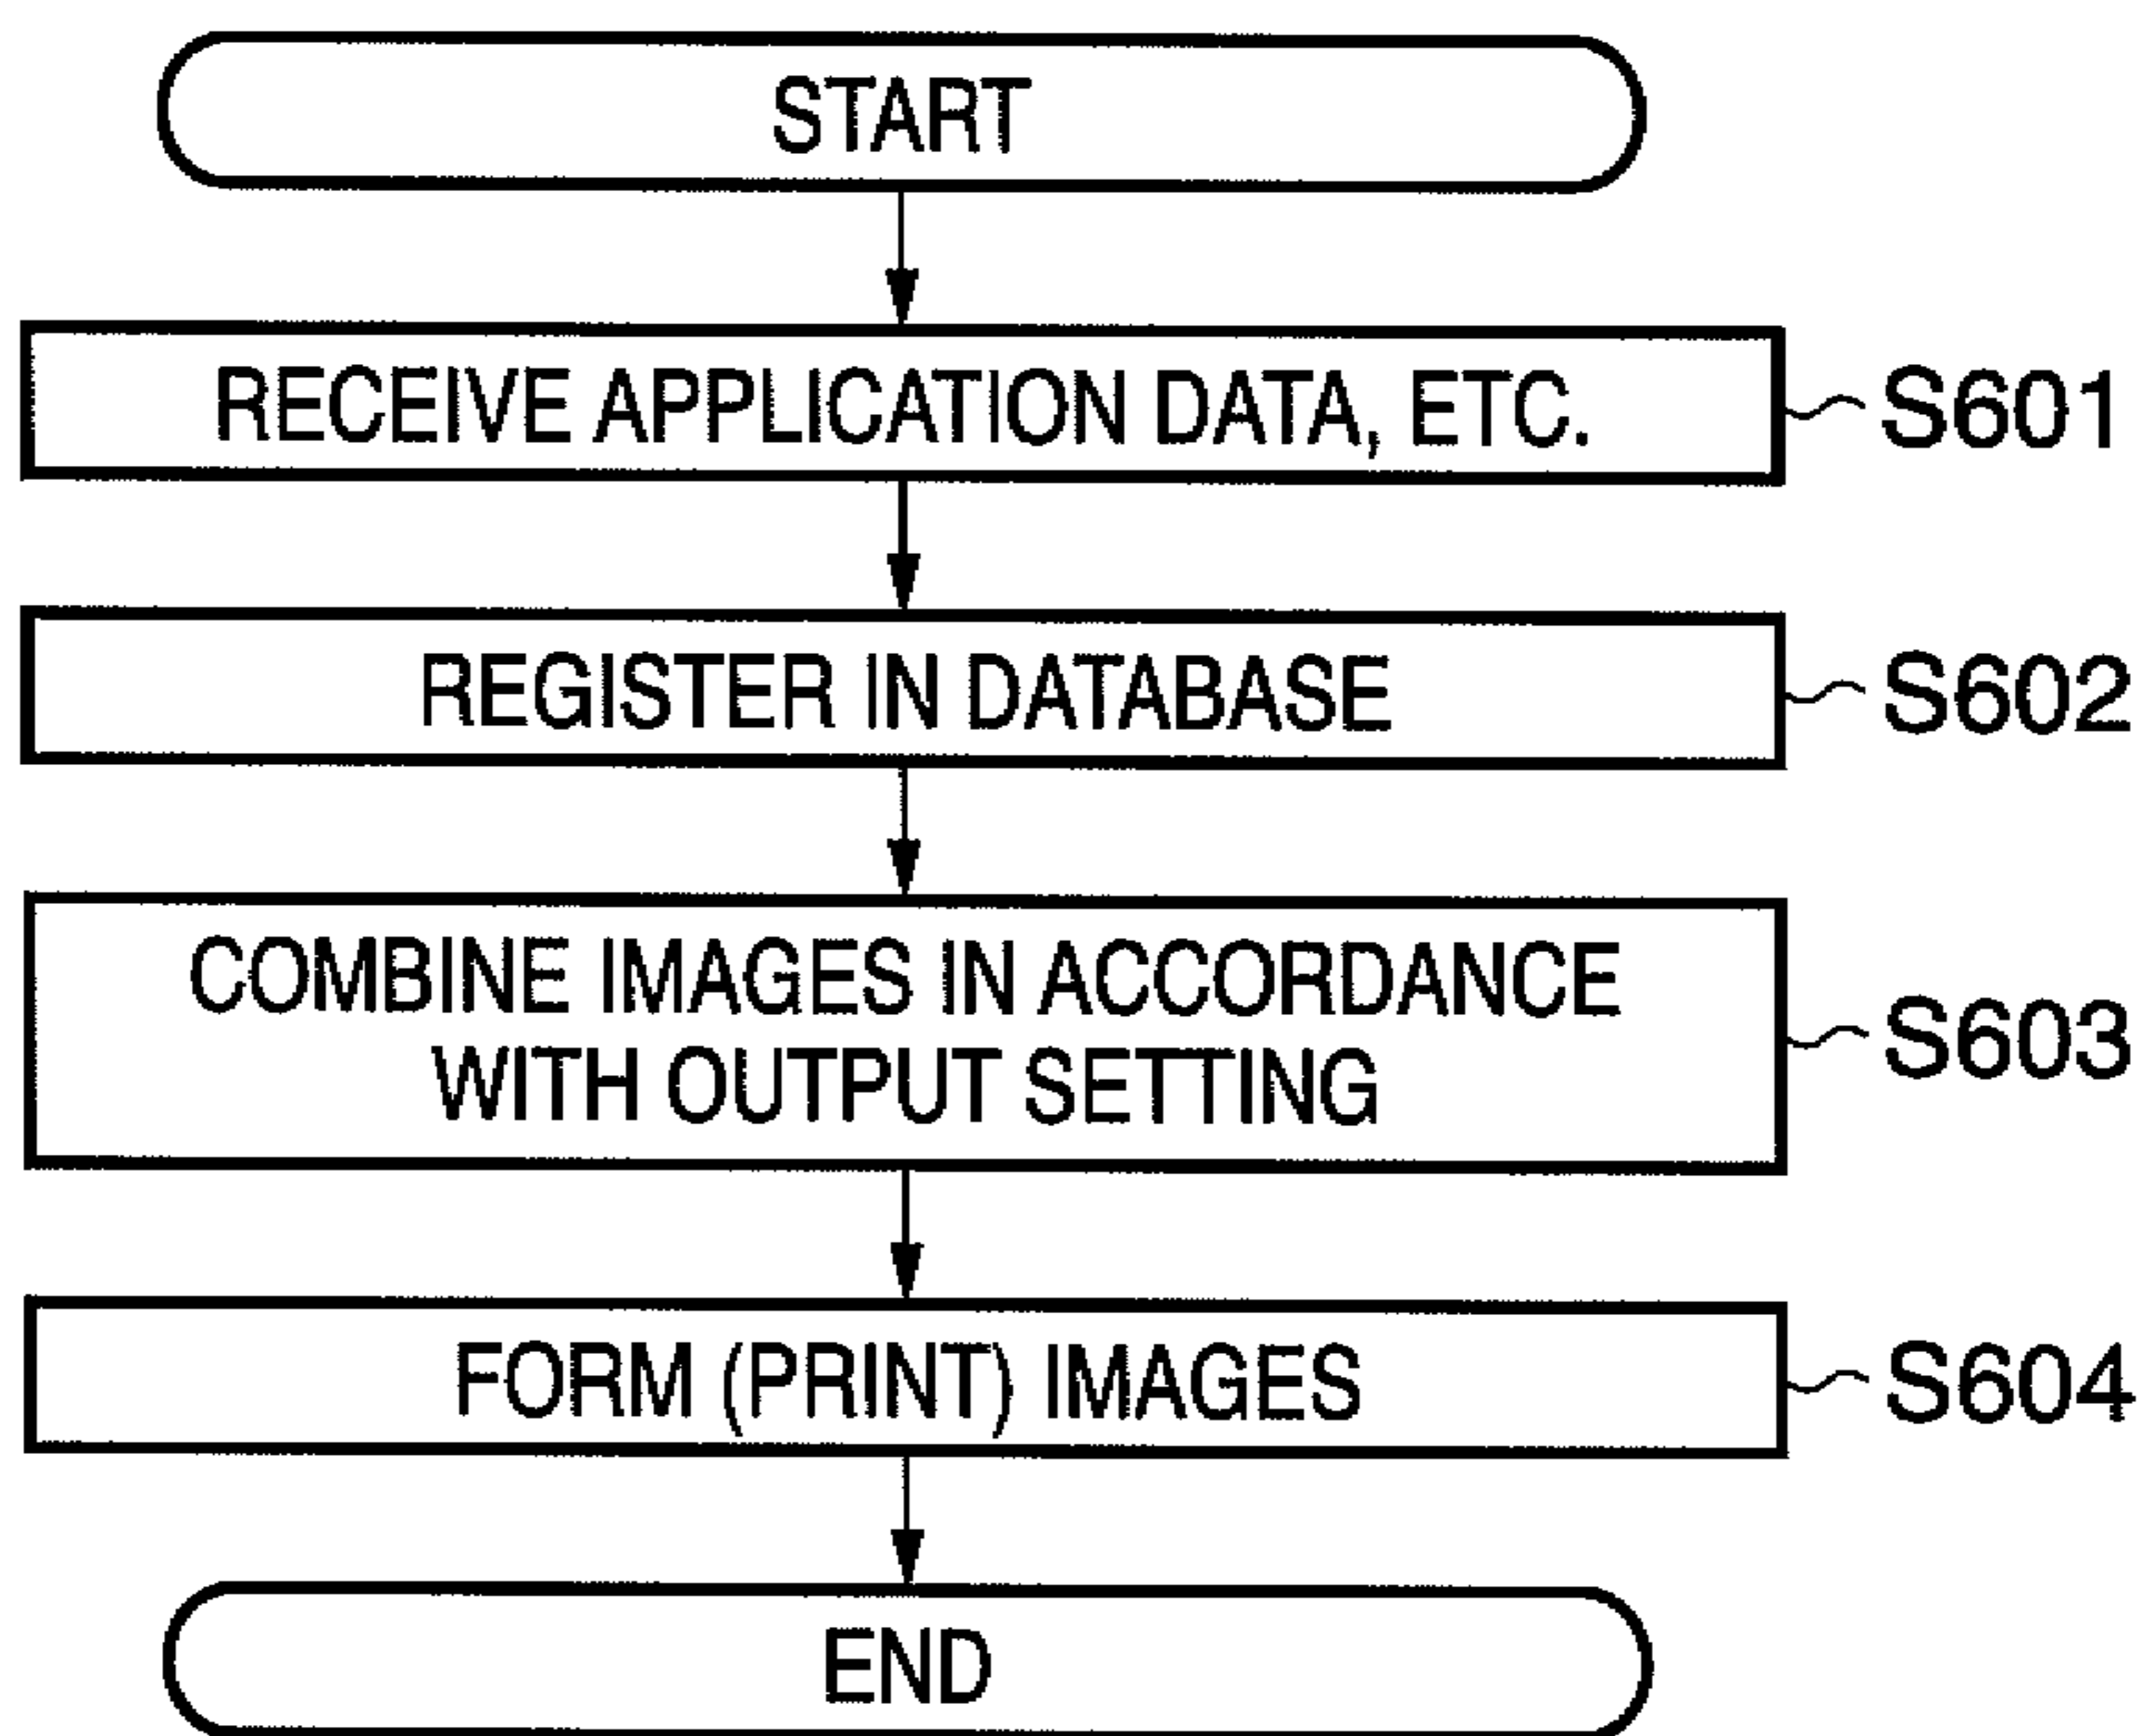 START
RECEIVE APPLICATION DATA, ETC.
S601
REGISTER IN DATABASE
S602
COMBINE IMAGES IN ACCORDANCE
WITH OUTPUT SETTING
S603
FORM (PRINT) IMAGES
S604
END